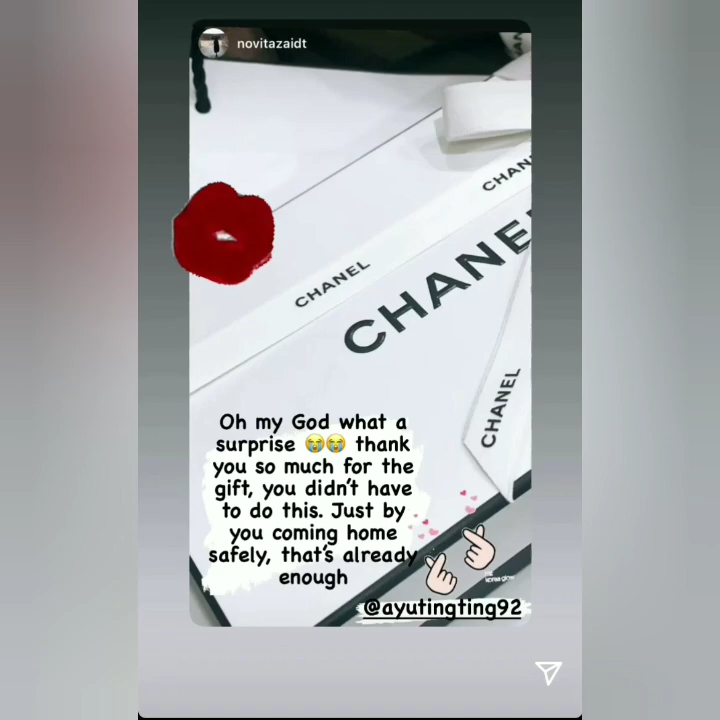 novitazaidt
CHANEL
CHANEL
CHANEL
CHANEL
Oh my God what a
surprise 😭😭 thank
you so much for the
gift, you didn't have
to do this. Just by
you coming home
safely, that's already
enough
@ayutingting92